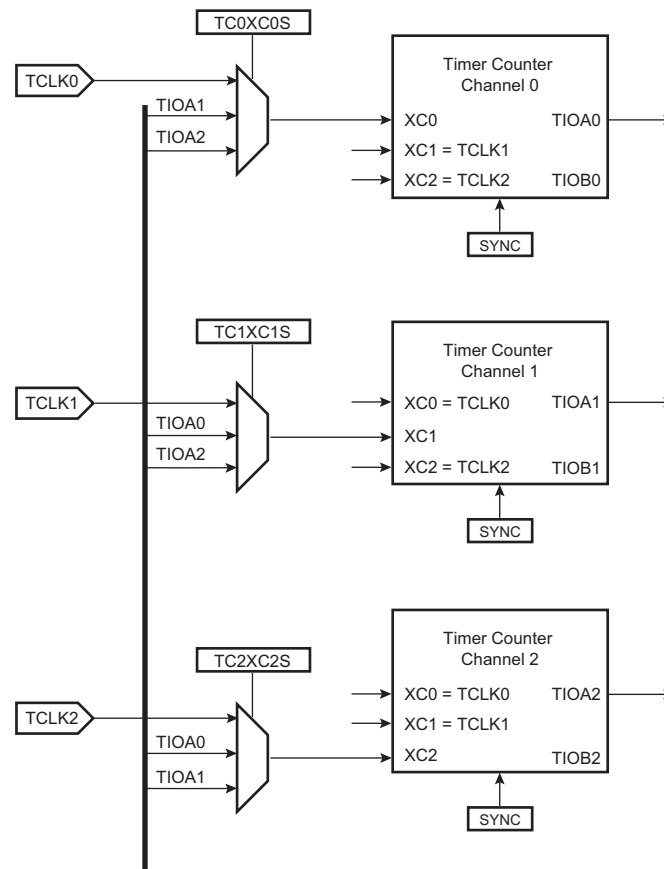 TC0XC0S
TCLK0
TIOA1
TIOA2
Timer Counter
Channel 0
XC0
TIOA0
XC1 = TCLK1
XC2 = TCLK2
TIOB0
SYNC
TC1XC1S
TCLK1
TIOA0
TIOA2
Timer Counter
Channel 1
XC0 = TCLK0
TIOA1
XC1
XC2 = TCLK2
TIOB1
SYNC
TC2XC2S
TCLK2
TIOA0
TIOA1
Timer Counter
Channel 2
XC0 = TCLK0
TIOA2
XC1 = TCLK1
XC2
TIOB2
SYNC